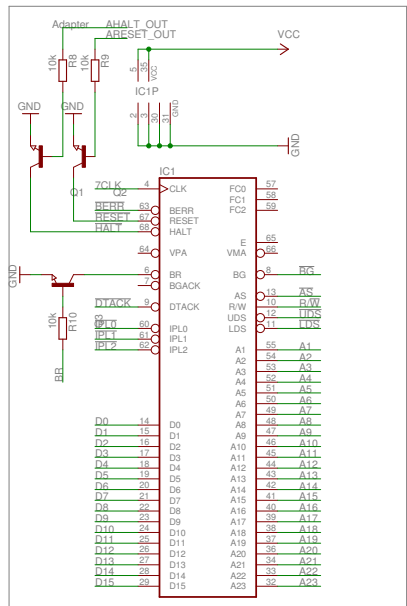 Adapter AHALT_OUT
ARESET_OUT
VCC
10k R8 10k R9
5 35 VCC
IC1P
GND GND
2 3 30 31 GND
GND
Q1 Q2
IC1
7CLK 4 CLK FC0 57
FC1 58
BERR 63 BERR FC2 59
RESET 67 RESET
HALT 68 HALT
E 65
64 VPA VMA 66
GND 6 BR BG 8 BG
7 BGACK
AS 13 AS
DTACK 9 DTACK R/W 10 R/W
UDS 12 UDS
IPL0 60 IPL0 LDS 11 LDS
10k R10
IPL1 61 IPL1
IPL2 62 IPL2 A1 55 A1
A2 54 A2
A3 53 A3
BR A4 52 A4
A5 51 A5
A6 50 A6
A7 49 A7
D0 14 D0 A8 48 A8
D1 15 D1 A9 47 A9
D2 16 D2 A10 46 A10
D3 17 D3 A11 45 A11
D4 18 D4 A12 44 A12
D5 19 D5 A13 43 A13
D6 20 D6 A14 42 A14
D7 21 D7 A15 41 A15
D8 22 D8 A16 40 A16
D9 23 D9 A17 39 A17
D10 24 D10 A18 38 A18
D11 25 D11 A19 37 A19
D12 26 D12 A20 36 A20
D13 27 D13 A21 34 A21
D14 28 D14 A22 33 A22
D15 29 D15 A23 32 A23